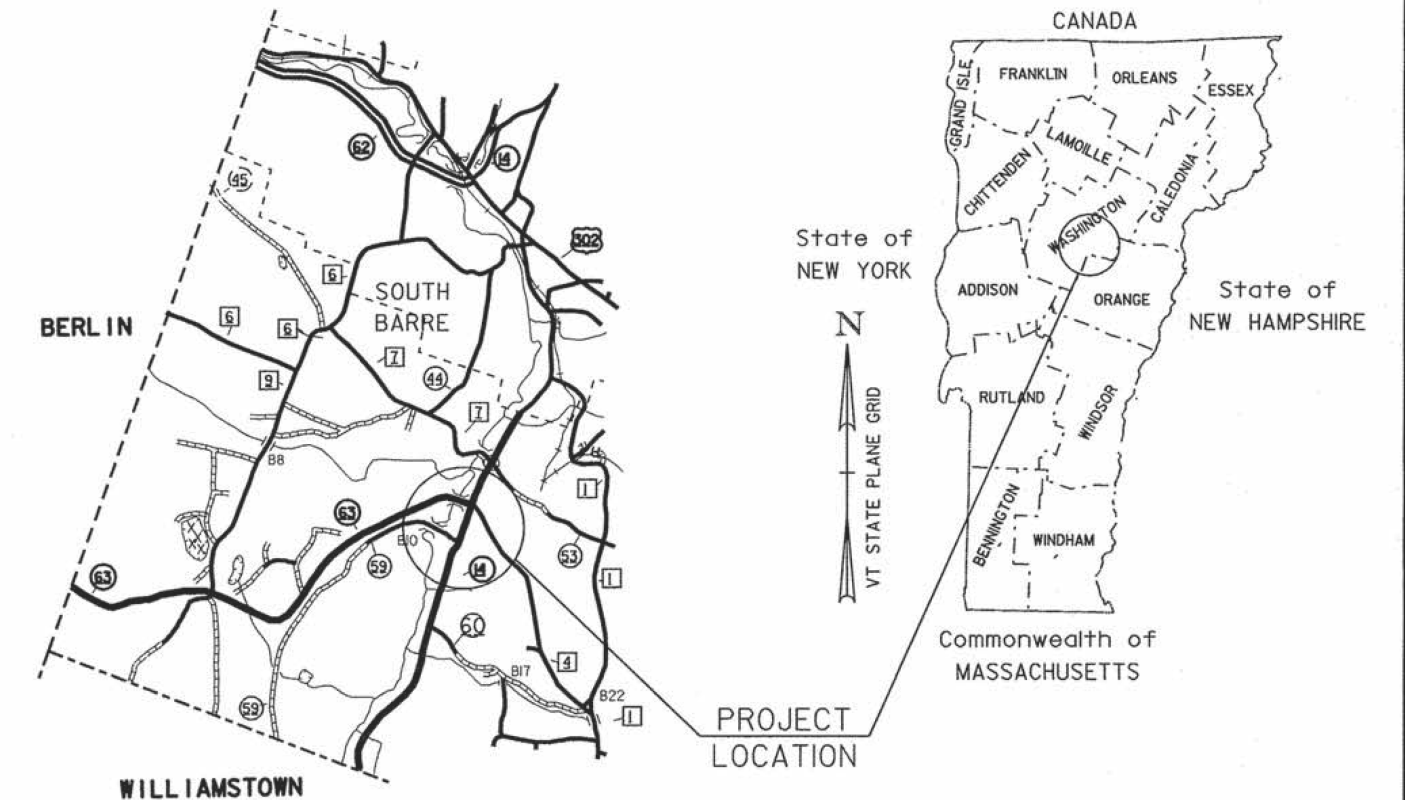 CANADA
GRAND ISLE
FRANKLIN
ORLEANS
ESSEX
LAMOILLE
CHITTENDEN
CALEDONIA
WASHINGTON
State of
NEW YORK
ADDISON
ORANGE
State of
NEW HAMPSHIRE
RUTLAND
WINDSOR
BENNINGTON
WINDHAM
Commonwealth of
MASSACHUSETTS
N
VT STATE PLANE GRID
62
14
45
302
6
SOUTH
BARRE
BERLIN
6
6
7
9
44
7
B8
1
63
B10
59
53
63
14
1
60
4
B17
B22
59
1
PROJECT
LOCATION
WILLIAMSTOWN